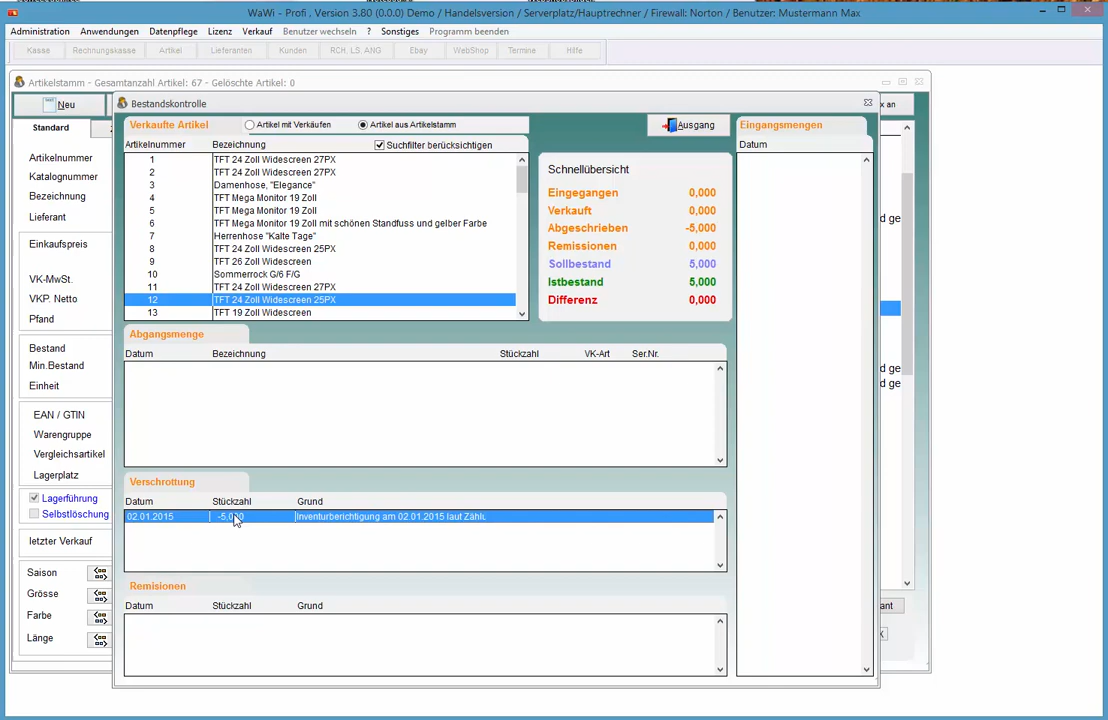 WaWi - Profi , Version 3.80 (0.0.0) Demo / Handelsversion / Serverplatz/Hauptrechner / Firewall: Norton / Benutzer: Mustermann Max
Administration Anwendungen Datenpflege Lizenz Verkauf Benutzer wechseln ? Sonstiges Programm beenden
Kasse Rechnungskasse Artikel Lieferanten Kunden RCH. LS. ANG Ebay WebShop Termine Hilfe
Artikelstamm - Gesamtanzahl Artikel: 67 - Gelöschte Artikel: 0
Neu
x an
Standard
Artikelnummer
Katalognummer
Bezeichnung
Lieferant
Einkaufspreis
VK-MwSt.
VKP. Netto
Pfand
Bestand
Min.Bestand
Einheit
EAN / GTIN
Warengruppe
Vergleichsartikel
Lagerplatz
Lagerführung
Selbstlöschung
letzter Verkauf
Saison
Grösse
Farbe
Länge
d ge
d ge
d ge
ant
Bestandskontrolle
Verkaufte Artikel
Artikel mit Verkäufen Artikel aus Artikelstamm
Ausgang
Artikelnummer Bezeichnung Suchfilter berücksichtigen
1 TFT 24 Zoll Widescreen 27PX
2 TFT 24 Zoll Widescreen 27PX
3 Damenhose, "Elegance"
4 TFT Mega Monitor 19 Zoll
5 TFT Mega Monitor 19 Zoll
6 TFT Mega Monitor 19 Zoll mit schönen Standfuss und gelber Farbe
7 Herrenhose "Kalte Tage"
8 TFT 24 Zoll Widescreen 25PX
9 TFT 26 Zoll Widescreen
10 Sommerrock G/6 F/G
11 TFT 24 Zoll Widescreen 27PX
12 TFT 24 Zoll Widescreen 25PX
13 TFT 19 Zoll Widescreen
Schnellübersicht
Eingegangen 0,000
Verkauft 0,000
Abgeschrieben -5,000
Remissionen 0,000
Sollbestand 5,000
Istbestand 5,000
Differenz 0,000
Eingangsmengen
Datum
Abgangsmenge
Datum Bezeichnung Stückzahl VK-Art Ser.Nr.
Verschrottung
Datum Stückzahl Grund
02.01.2015 -5,000 Inventurberichtigung am 02.01.2015 laut Zählu
Remisionen
Datum Stückzahl Grund